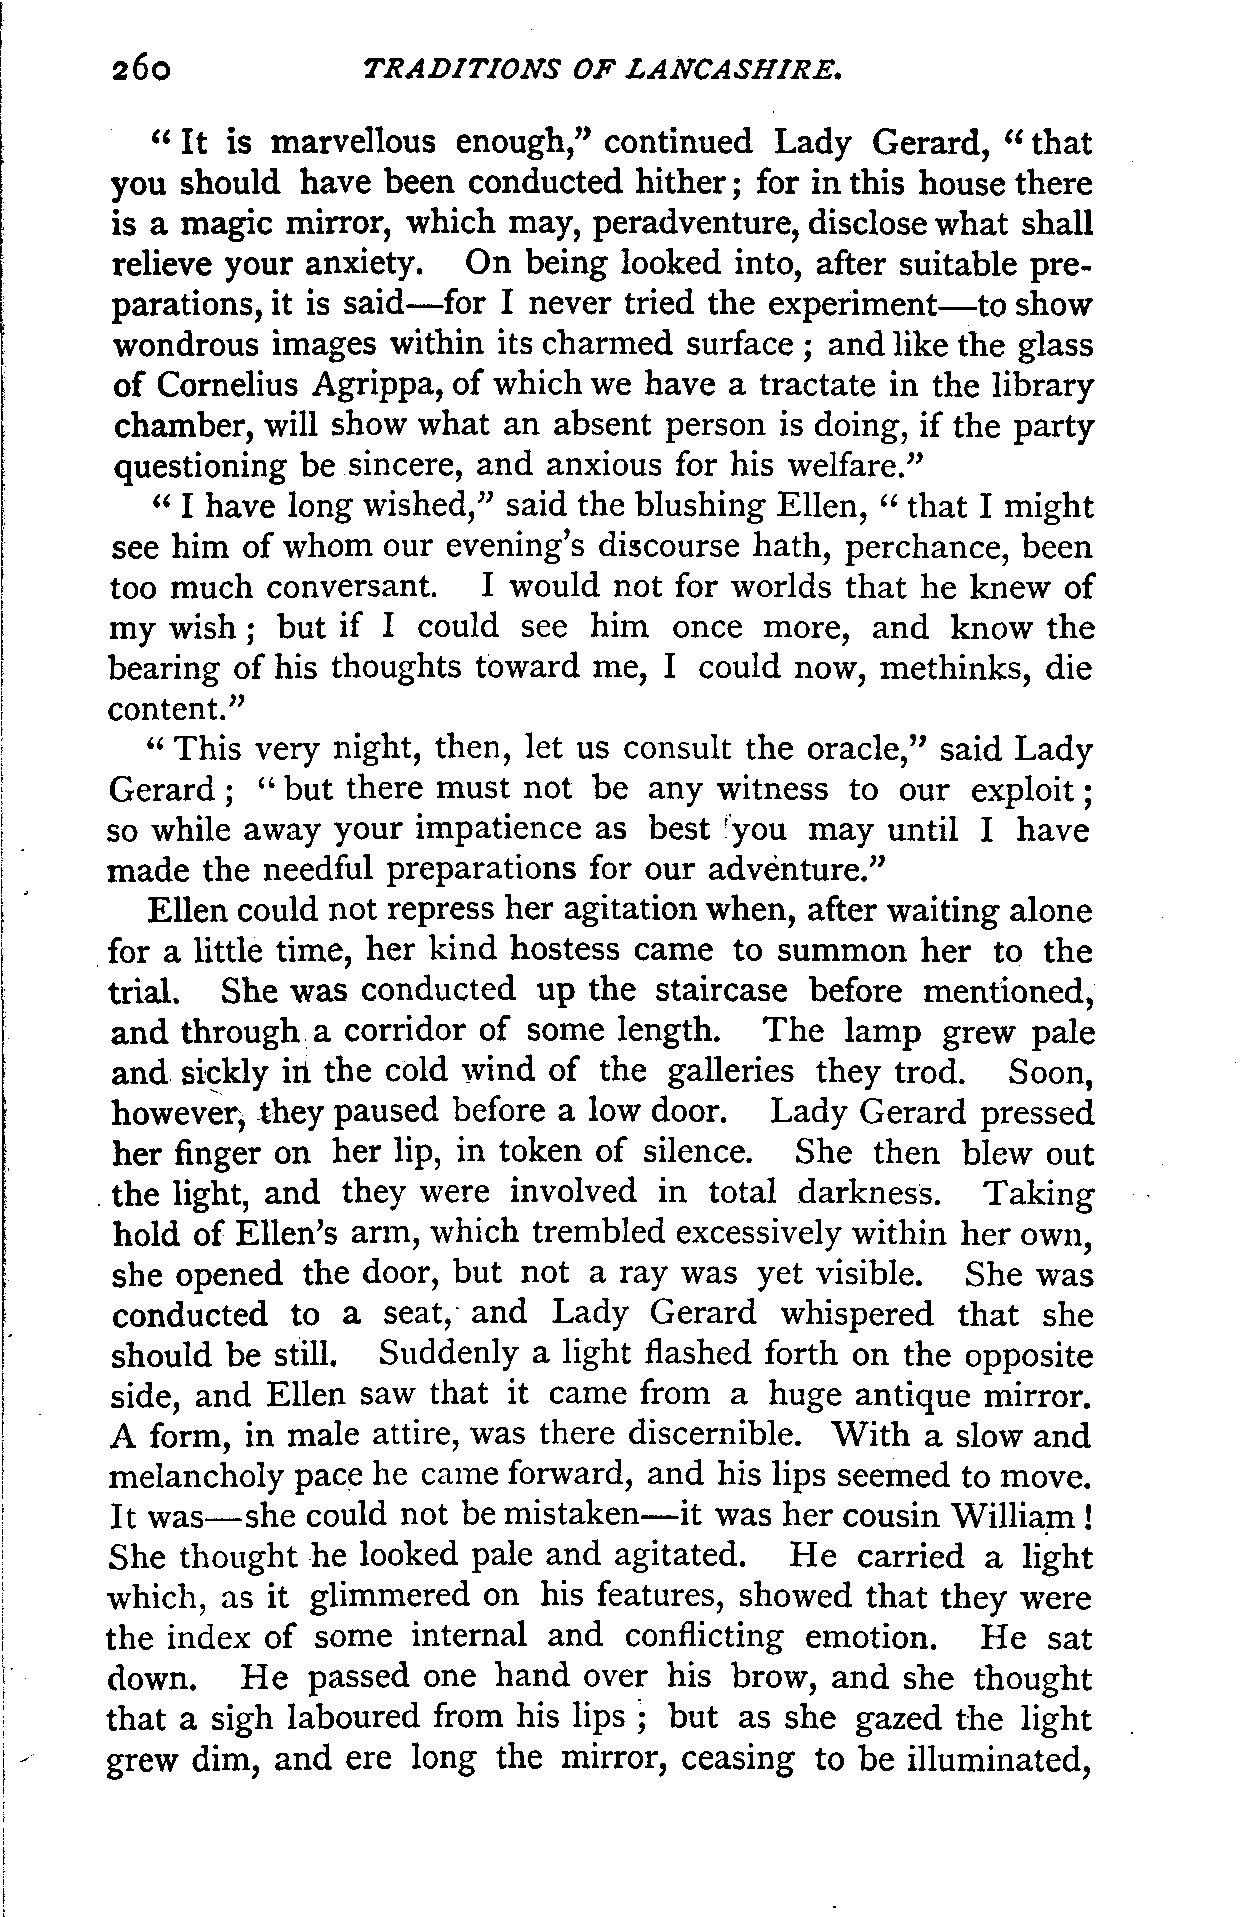 260 TRADITIONS OF LANCASHIRE.
" It is marvellous enough," continued Lady Gerard, " that
you should have been conducted hither; for in this house there
is a magic mirror, which may, peradventure, disclose what shall
relieve your anxiety. On being looked into, after suitable pre-
parations, it is said—for I never tried the experiment—to show
wondrous images within its charmed surface ; and like the glass
of Cornelius Agrippa, of which we have a tractate in the library
chamber, will show what an absent person is doing, if the party
questioning be sincere, and anxious for his welfare."
" I have long wished," said the blushing Ellen, " that I might
see him of whom our evening's discourse hath, perchance, been
too much conversant. I would not for worlds that he knew of
my wish ; but if I could see him once more, and know the
bearing of his thoughts toward me, I could now, methinks, die
content."
" This very night, then, let us consult the oracle," said Lady
Gerard ; " but there must not be any witness to our exploit ;
so while away your impatience as best you may until I have
made the needful preparations for our adventure."
Ellen could not repress her agitation when, after waiting alone
for a little time, her kind hostess came to summon her to the
trial. She was conducted up the staircase before mentioned,
and through a corridor of some length. The lamp grew pale
and sickly in the cold wind of the galleries they trod. Soon,
however, they paused before a low door. Lady Gerard pressed
her finger on her lip, in token of silence. She then blew out
the light, and they were involved in total darkness. Taking
hold of Ellen's arm, which trembled excessively within her own,
she opened the door, but not a ray was yet visible. She was
conducted to a seat, and Lady Gerard whispered that she
should be still. Suddenly a light flashed forth on the opposite
side, and Ellen saw that it came from a huge antique mirror.
A form, in male attire, was there discernible. With a slow and
melancholy pace he came forward, and his lips seemed to move.
It was—she could not be mistaken—it was her cousin William !
She thought he looked pale and agitated. He carried a light
which, as it glimmered on his features, showed that they were
the index of some internal and conflicting emotion. He sat
down. He passed one hand over his brow, and she thought
that a sigh laboured from his lips ; but as she gazed the light
grew dim, and ere long the mirror, ceasing to be illuminated,